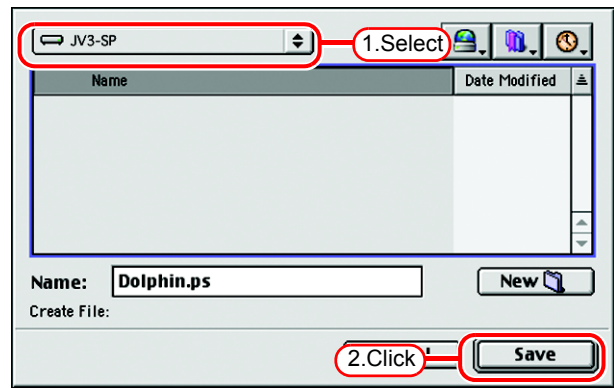 JV3-SP
1.Select
Name
Date Modified
Name:
Dolphin.ps
New
Create File:
2.Click
Save